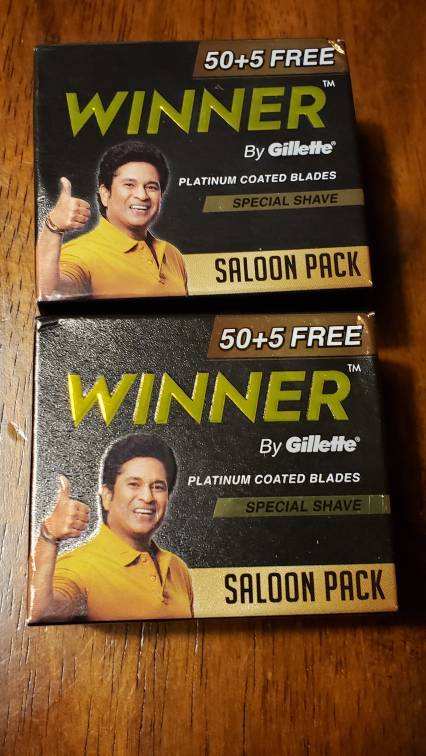 50+5 FREE
WINNER™
By Gillette®
PLATINUM COATED BLADES
SPECIAL SHAVE
SALOON PACK
50+5 FREE
WINNER™
By Gillette®
PLATINUM COATED BLADES
SPECIAL SHAVE
SALOON PACK